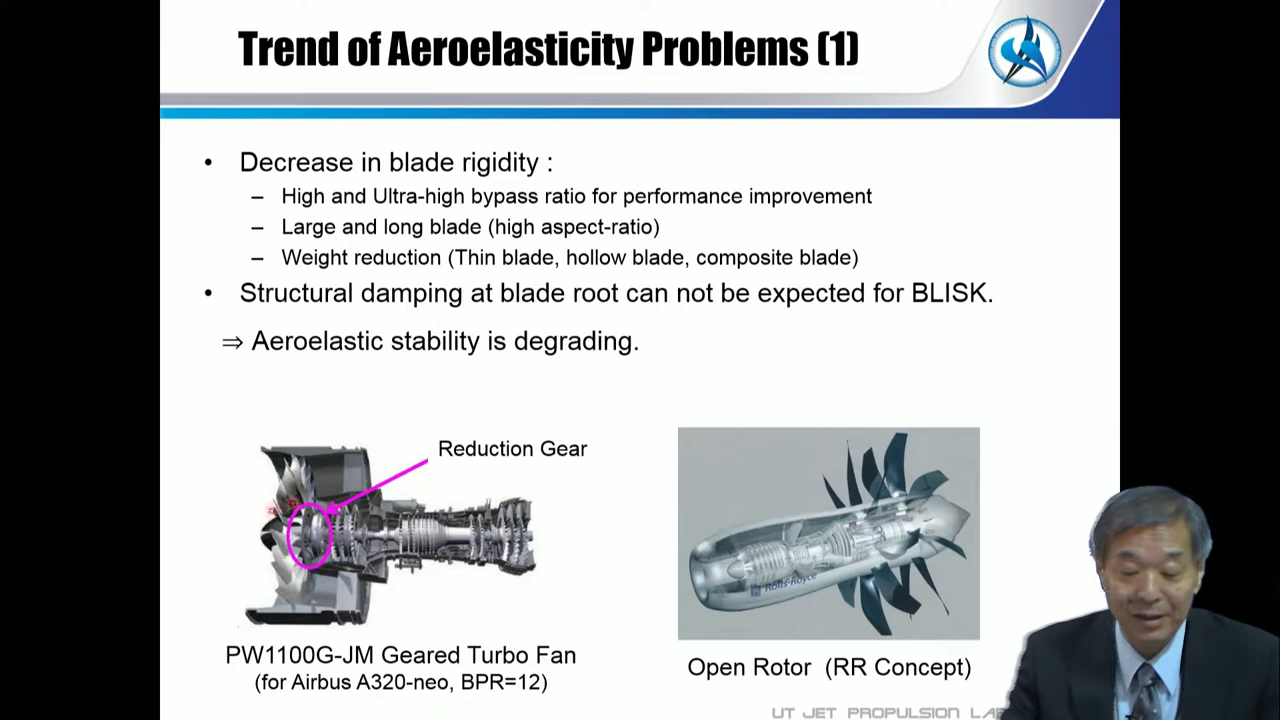 Trend of Aeroelasticity Problems (1)
• Decrease in blade rigidity :
– High and Ultra-high bypass ratio for performance improvement
– Large and long blade (high aspect-ratio)
– Weight reduction (Thin blade, hollow blade, composite blade)
• Structural damping at blade root can not be expected for BLISK.
⇒ Aeroelastic stability is degrading.
Reduction Gear
Rolls-Royce
PW1100G-JM Geared Turbo Fan
(for Airbus A320-neo, BPR=12)
Open Rotor (RR Concept)
UT JET PROPULSION LA